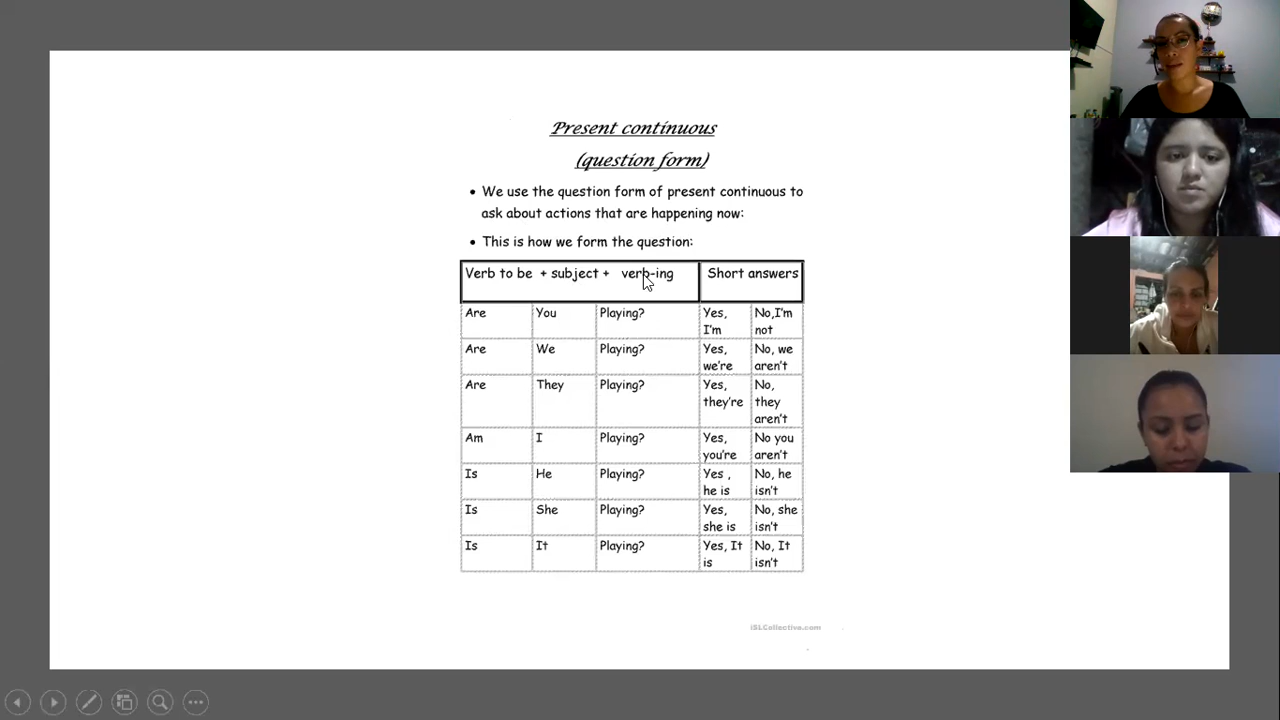 Present continuous
(question form)
• We use the question form of present continuous to
ask about actions that are happening now:
• This is how we form the question:
Verb to be + subject + verb-ing Short answers
Are You Playing? Yes, No,I'm
I'm not
Are We Playing? Yes, No, we
we're aren't
Are They Playing? Yes, No,
they're they
aren't
Am I Playing? Yes, No you
you're aren't
Is He Playing? Yes , No, he
he is isn't
Is She Playing? Yes, No, she
she is isn't
Is It Playing? Yes, It No, It
is isn't
iSLCollective.com